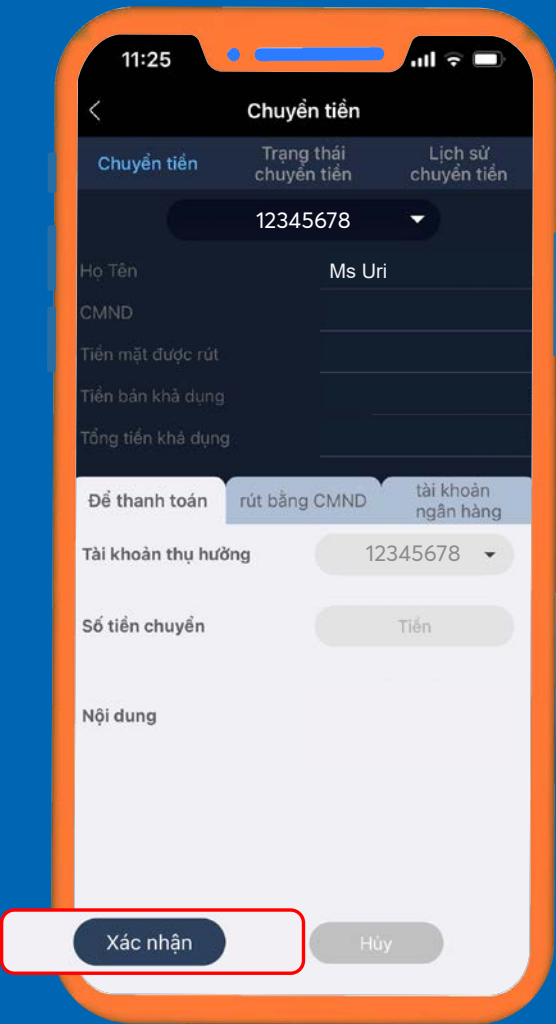 11:25
Chuyển tiền
Chuyển tiền
Trạng thái
chuyển tiền
Lịch sử
chuyển tiền
12345678
Họ Tên
Ms Uri
CMND
Tiền mặt được rút
Tiền bán khả dụng
Tổng tiền khả dụng
Để thanh toán
rút bằng CMND
tài khoản
ngân hàng
Tài khoản thụ hưởng
12345678
Số tiền chuyển
Tiền
Nội dung
Xác nhận
Hủy